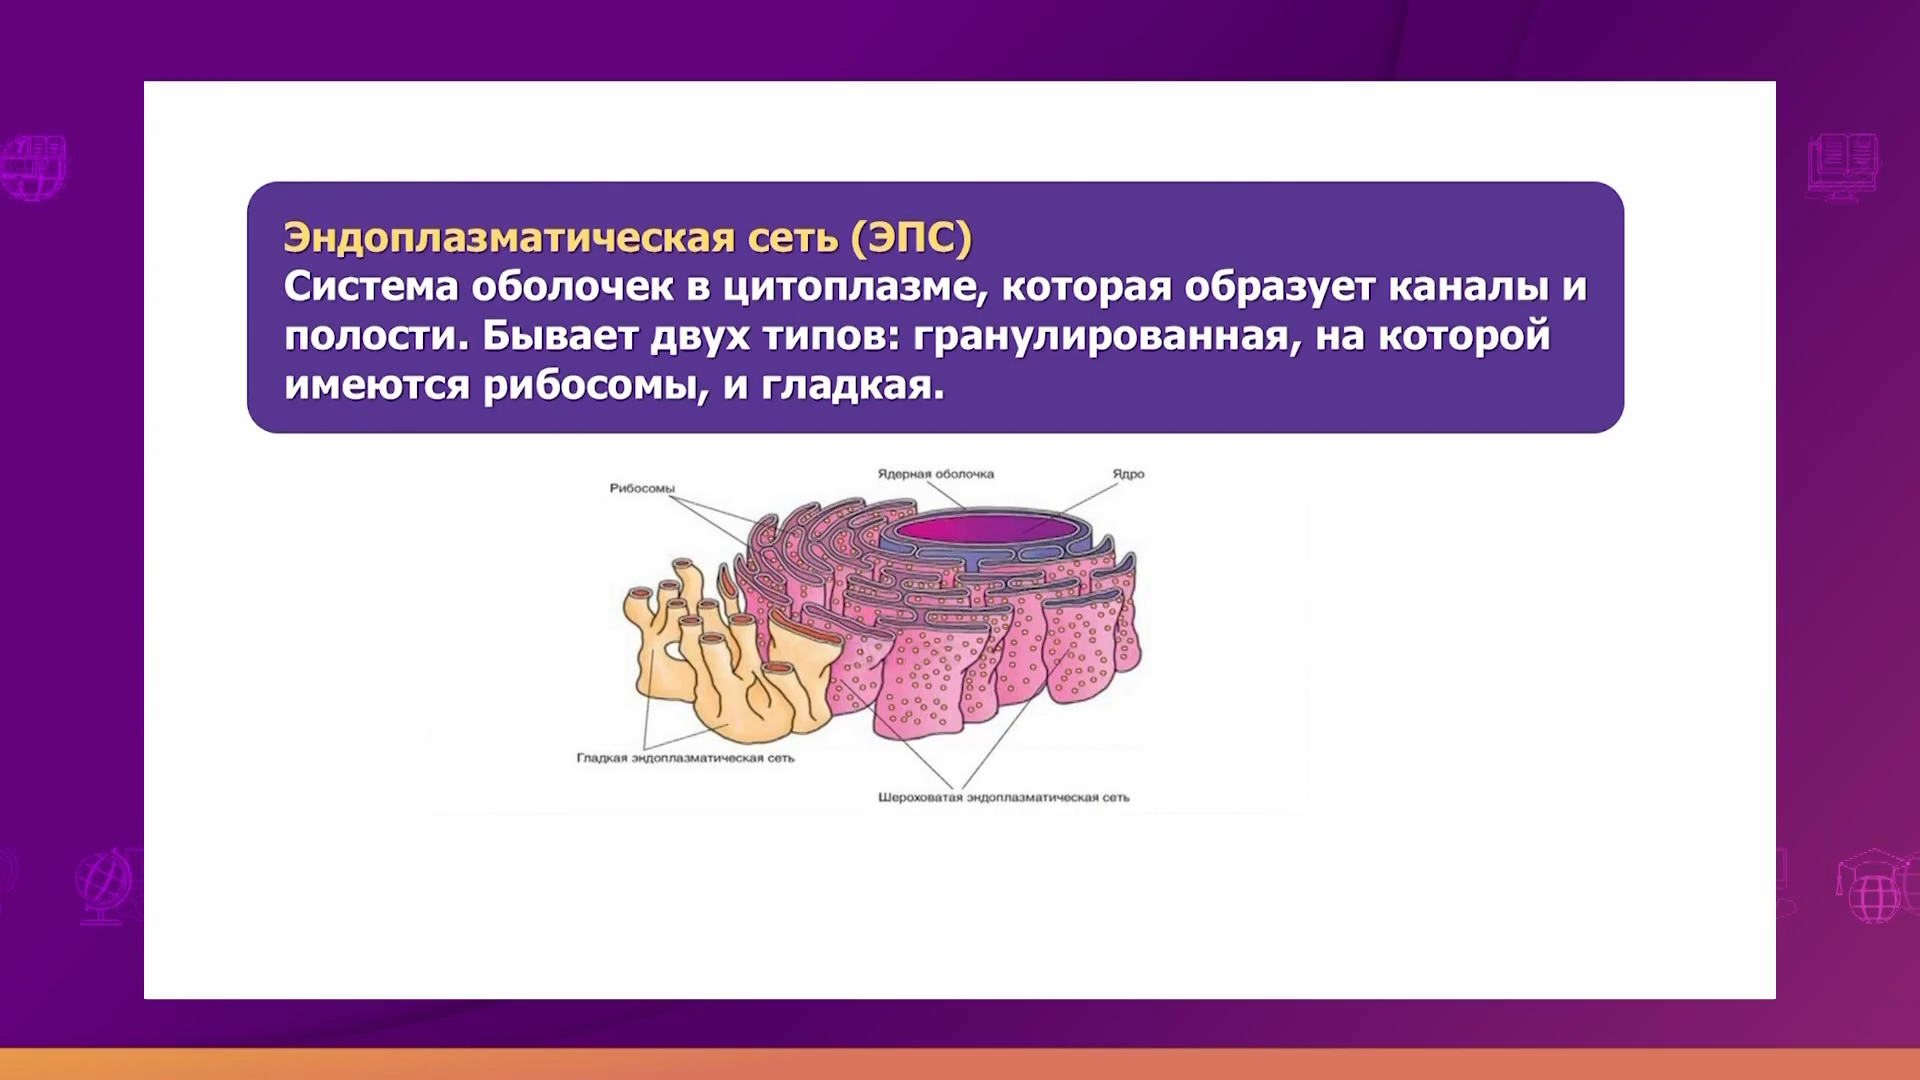 Эндоплазматическая сеть (ЭПС)
Система оболочек в цитоплазме, которая образует каналы и
полости. Бывает двух типов: гранулированная, на которой
имеются рибосомы, и гладкая.
Ядерная оболочка
Ядро
Рибосомы
Гладкая эндоплазматическая сеть
Шероховатая эндоплазматическая сеть